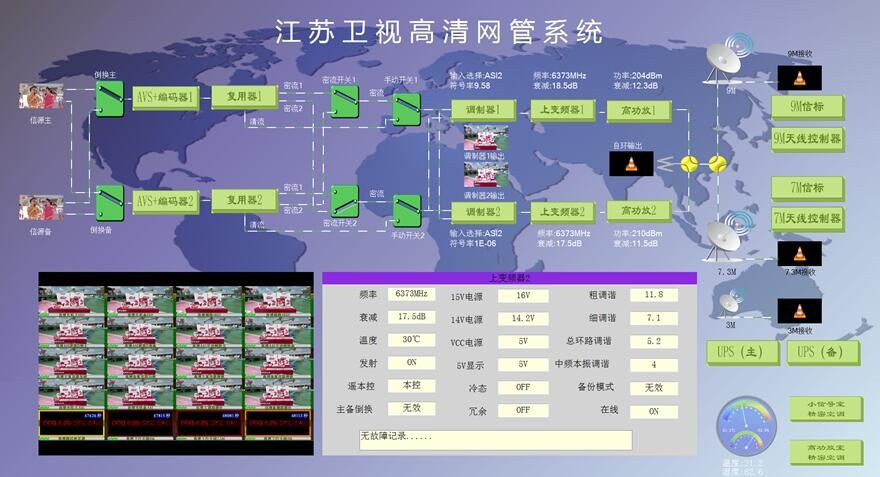 江苏卫视高清网管系统
信源主
倒换主
AVS+编码器1
复用器1
密流1
密流2
清流
密流开关1
密流
手动开关1
输入选择:ASI2
符号率9.58
频率:6373MHz
衰减:18.5dB
功率:204dBm
衰减:12.3dB
调制器1
上变频器1
高功放1
调制器1输出
调制器2输出
自环输出
9M
9M接收
9M信标
9M天线控制器
信源备
倒换备
AVS+编码器2
复用器2
密流1
密流2
清流
密流开关2
密流
手动开关2
调制器2
上变频器2
高功放2
输入选择:ASI2
符号率1E-06
频率:6373MHz
衰减:17.5dB
功率:210dBm
衰减:11.5dB
7M信标
7M天线控制器
7.3M
7.3M接收
3M
3M接收
UPS (主)
UPS (备)
上变频器2
频率 6373MHz 15V电源 16V 粗调谐 11.8
衰减 17.5dB 14V电源 14.2V 细调谐 7.1
温度 30℃ VCC电源 5V 总环路调谐 5.2
发射 ON 5V显示 5V 中频本振调谐 4
遥本控 本控 冷态 OFF 备份模式 无效
主备倒换 无效 冗余 OFF 在线 ON
无故障记录......
小信号室
精密空调
高功放室
精密空调
温度:21.2
湿度:62.6